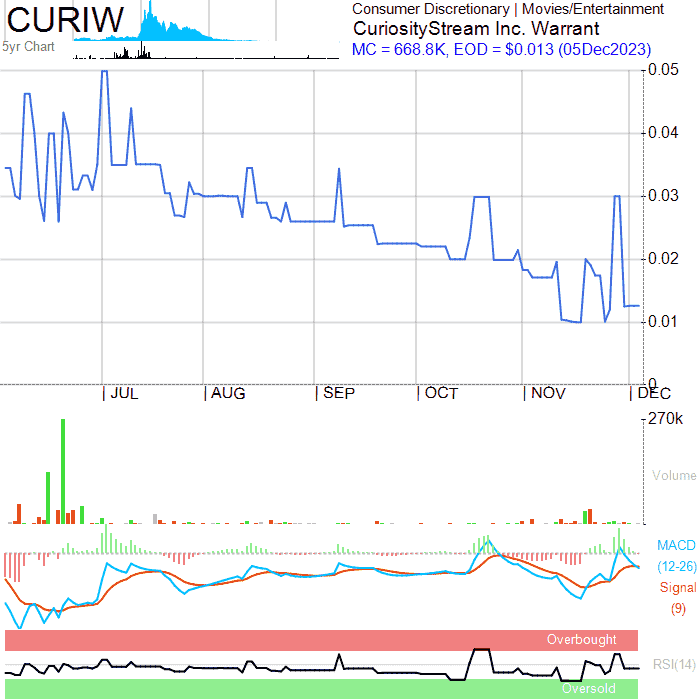 CURIW
5yr Chart
Consumer Discretionary | Movies/Entertainment
CuriosityStream Inc. Warrant
MC = 668.8K, EOD = $0.013 (05Dec2023)
0.05
0.04
0.03
0.02
0.01
0
JUL
AUG
SEP
OCT
NOV
DEC
270k
Volume
MACD
(12-26)
Signal
(9)
Overbought
RSI(14)
Oversold